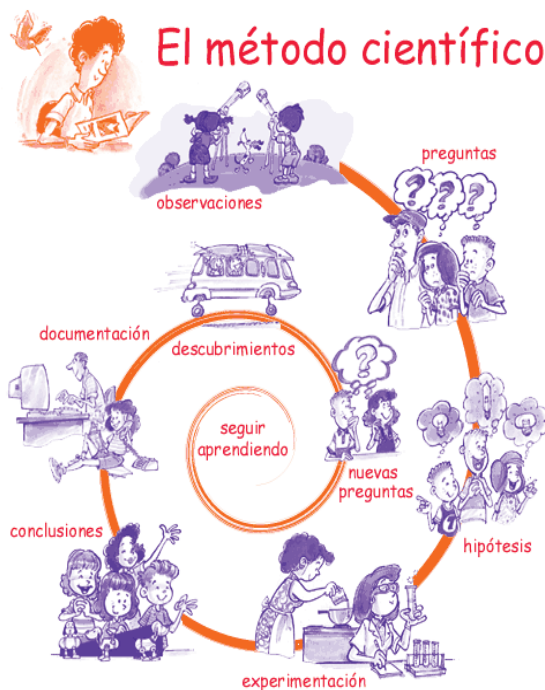 El método científico
observaciones
preguntas
hipótesis
experimentación
conclusiones
documentación
descubrimientos
nuevas
preguntas
seguir
aprendiendo